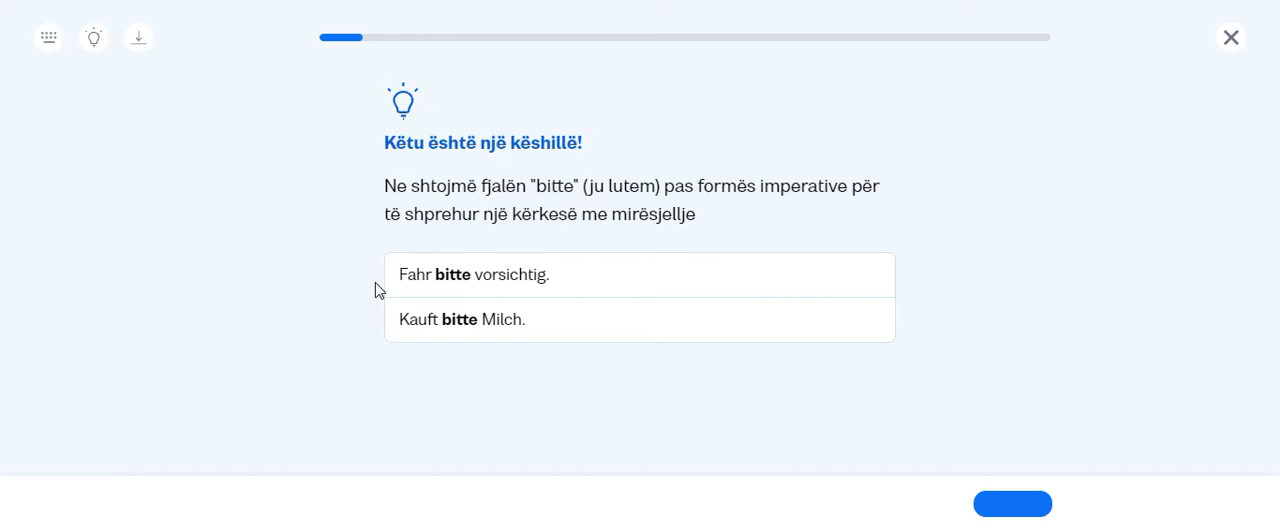 Këtu është një këshillë!
Ne shtojmë fjalën "bitte" (ju lutem) pas formës imperative për
të shprehur një kërkesë me mirësjellje
Fahr bitte vorsichtig.
Kauft bitte Milch.